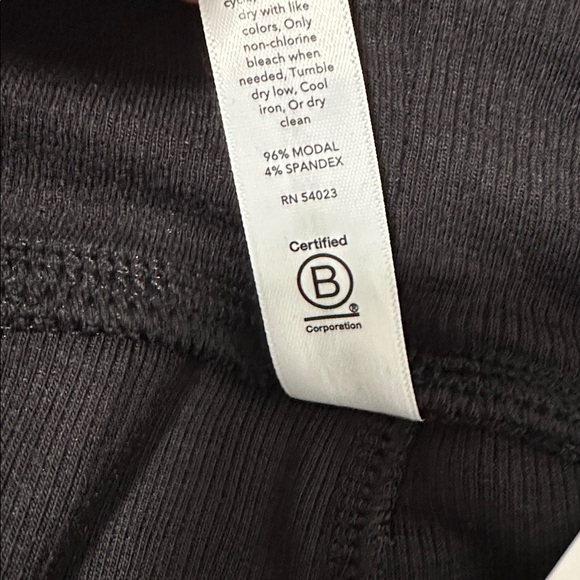 dry with like
colors, Only
non-chlorine
bleach when
needed, Tumble
dry low, Cool
iron, Or dry
clean
96% MODAL
4% SPANDEX
RN 54023
Certified
B
®
Corporation